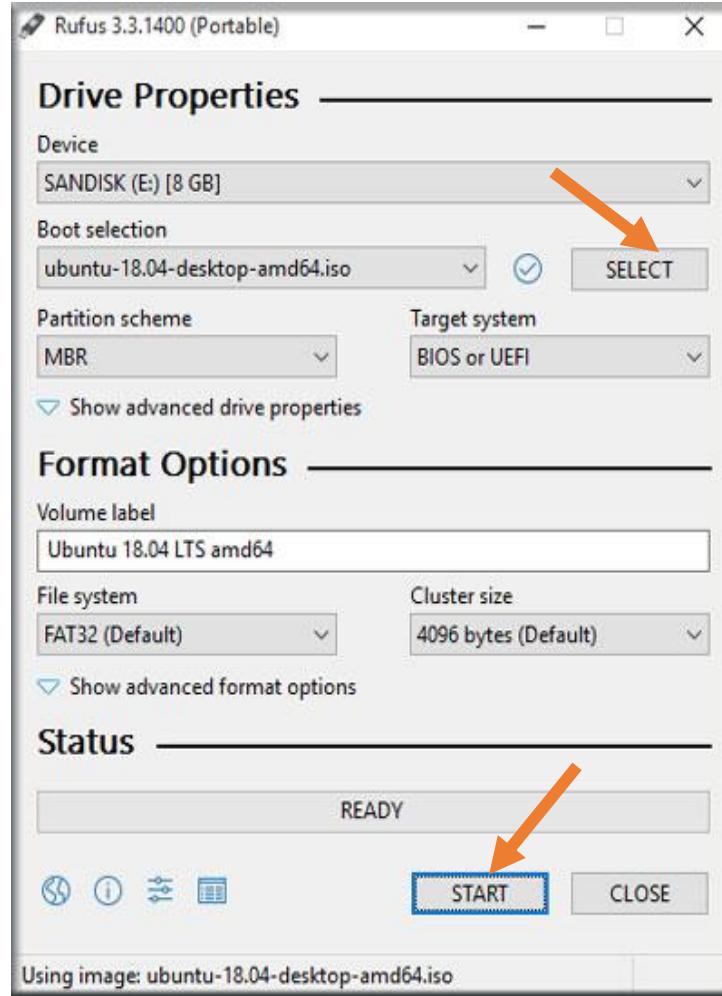 Rufus 3.3.1400 (Portable)
Drive Properties
Device
SANDISK (E:) [8 GB]
Boot selection
ubuntu-18.04-desktop-amd64.iso SELECT
Partition scheme Target system
MBR BIOS or UEFI
Show advanced drive properties
Format Options
Volume label
Ubuntu 18.04 LTS amd64
File system Cluster size
FAT32 (Default) 4096 bytes (Default)
Show advanced format options
Status
READY
START CLOSE
Using image: ubuntu-18.04-desktop-amd64.iso